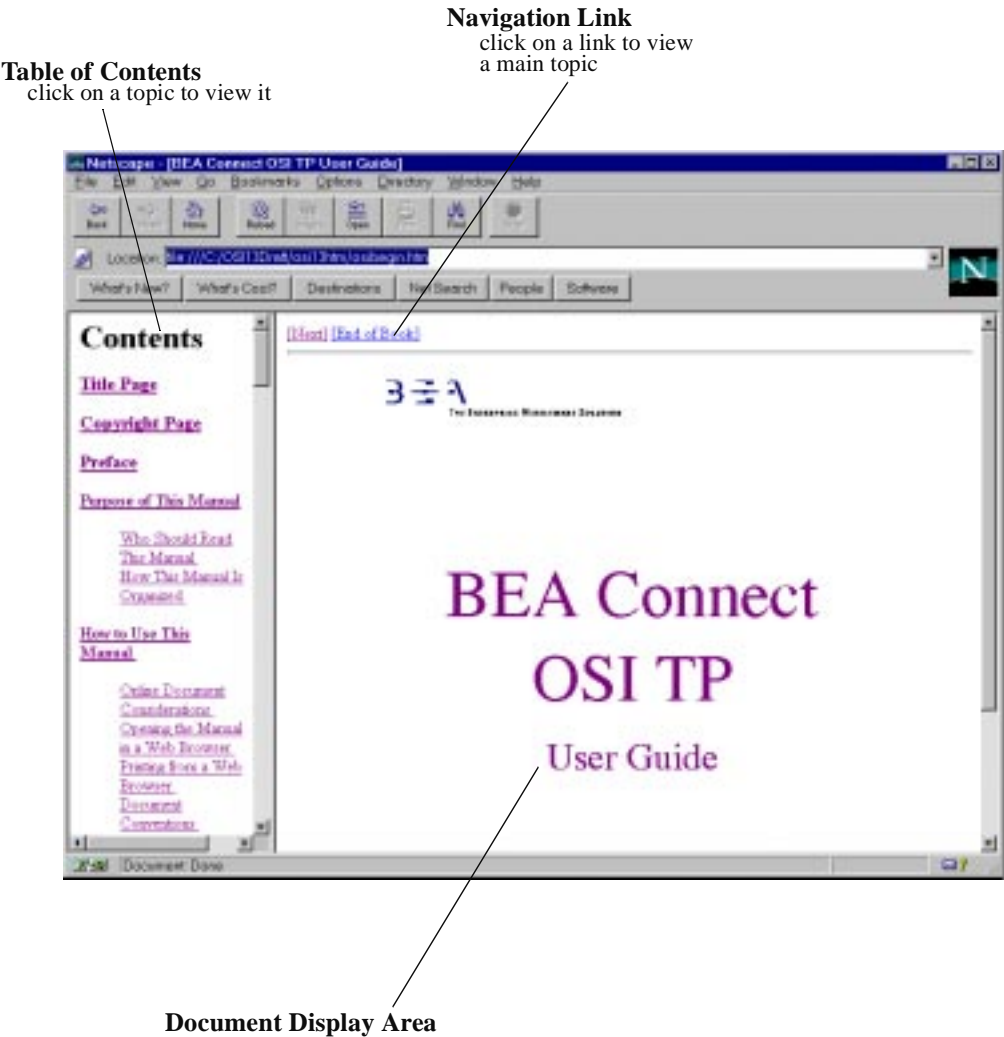 Navigation Link
click on a link to view
a main topic
Table of Contents
click on a topic to view it
Netscape - [BEA Connect OSI TP User Guide]
File Edit View Go Bookmarks Options Directory Window Help
Back Home Reload Open Find
Location:
What's New? What's Cool? Destinations Net Search People Software
Contents
Title Page
Copyright Page
Preface
Purpose of This Manual
Who Should Read
This Manual
How This Manual Is
Organized
How to Use This
Manual
Online Document
Considerations
Opening the Manual
in a Web Browser
Printing from a Web
Browser
Document
Conventions
[Next] [End of Book]
BEA
BEA Connect
OSI TP
User Guide
Document: Done
Document Display Area